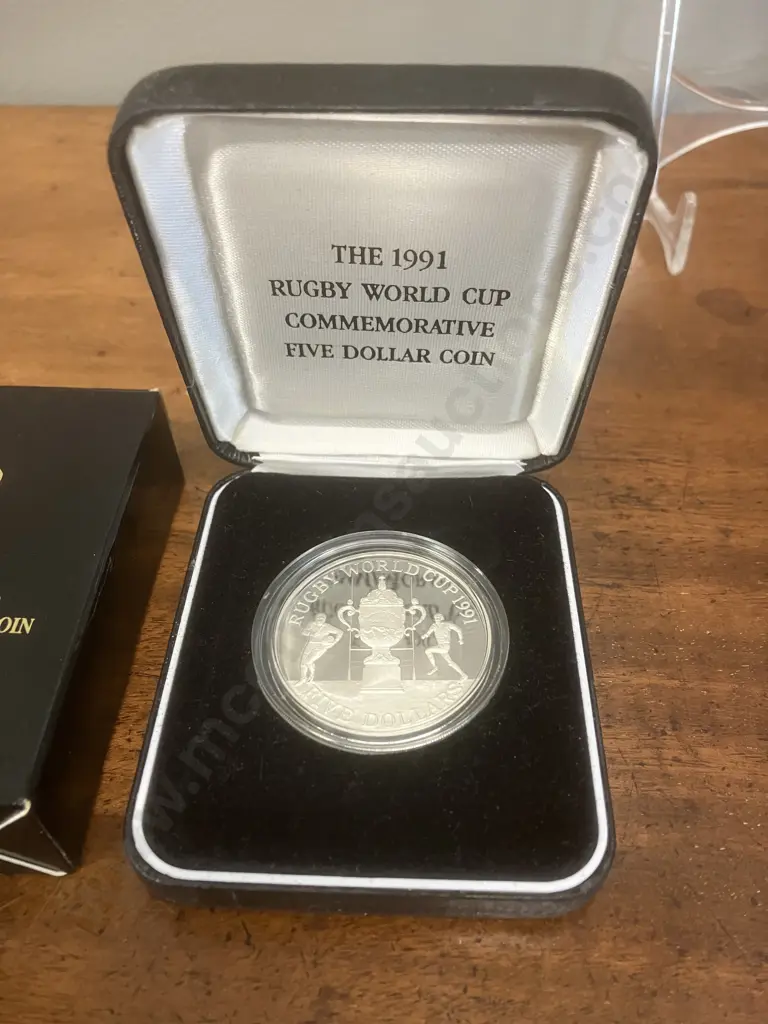 THE 1991
RUGBY WORLD CUP
COMMEMORATIVE
FIVE DOLLAR COIN
RUGBY WORLD CUP 1991
FIVE DOLLARS
OIN